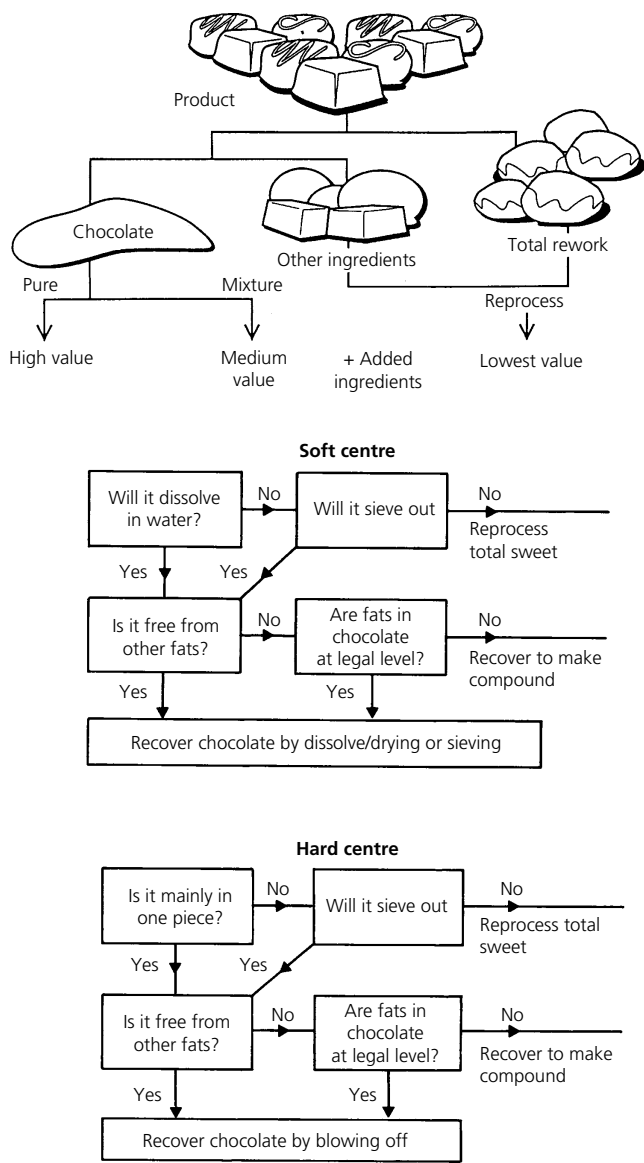 Product
Chocolate
Other ingredients
Total rework
Pure
Mixture
Reprocess
High value
Medium
value
+ Added
ingredients
Lowest value
Soft centre
Will it dissolve
in water?
No
Will it sieve out
No
Reprocess
total sweet
Yes
Yes
Is it free from
other fats?
No
Are fats in
chocolate
at legal level?
No
Recover to make
compound
Yes
Yes
Recover chocolate by dissolve/drying or sieving
Hard centre
Is it mainly in
one piece?
No
Will it sieve out
No
Reprocess total
sweet
Yes
Yes
Is it free from
other fats?
No
Are fats in
chocolate
at legal level?
No
Recover to make
compound
Yes
Yes
Recover chocolate by blowing off